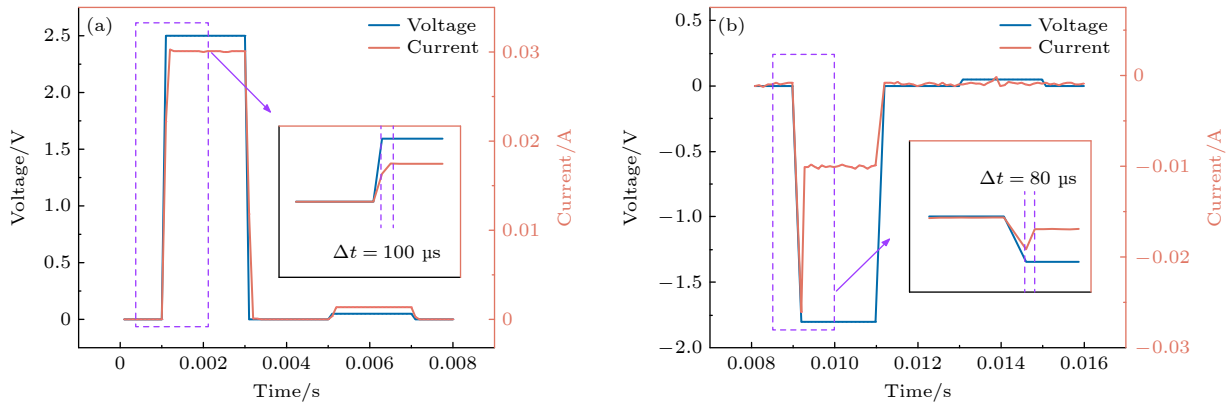 (a)
Voltage
Current
2.5
2.0
1.5
1.0
0.5
0
Voltage/V
0.03
0.02
0.01
0
Current/A
Δt = 100 µs
0
0.002
0.004
0.006
0.008
Time/s
(b)
Voltage
Current
0.5
0
−0.5
−1.0
−1.5
−2.0
Voltage/V
0
−0.01
−0.02
−0.03
Current/A
Δt = 80 µs
0.008
0.010
0.012
0.014
0.016
Time/s